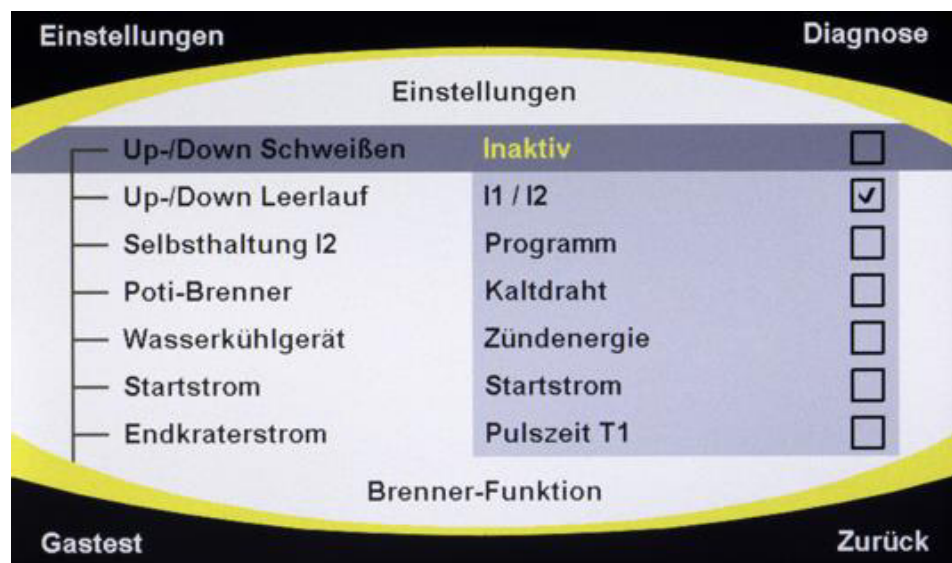 Einstellungen Diagnose
Einstellungen
Up-/Down Schweißen Inaktiv
Up-/Down Leerlauf I1 / I2
Selbsthaltung I2 Programm
Poti-Brenner Kaltdraht
Wasserkühlgerät Zündenergie
Startstrom Startstrom
Endkraterstrom Pulszeit T1
Brenner-Funktion
Gastest Zurück